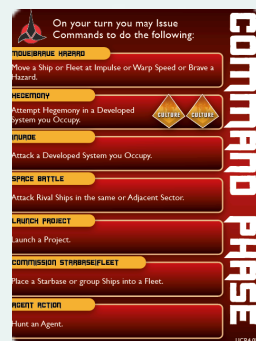 On your turn you may Issue
Commands to do the following:
MOVE|BRAVE HAZARD
Move a Ship or Fleet at Impulse or Warp Speed or Brave a
Hazard.
HEGEMONY
Attempt Hegemony in a Developed
System you Occupy.
CULTURE
CULTURE
INVADE
Attack a Developed System you Occupy.
SPACE BATTLE
Attack Rival Ships in the same or Adjacent Sector.
LAUNCH PROJECT
Launch a Project.
COMMISSION STARBASE|FLEET
Place a Starbase or group Ships into a Fleet.
AGENT ACTION
Hunt an Agent.
COMMAND PHASE